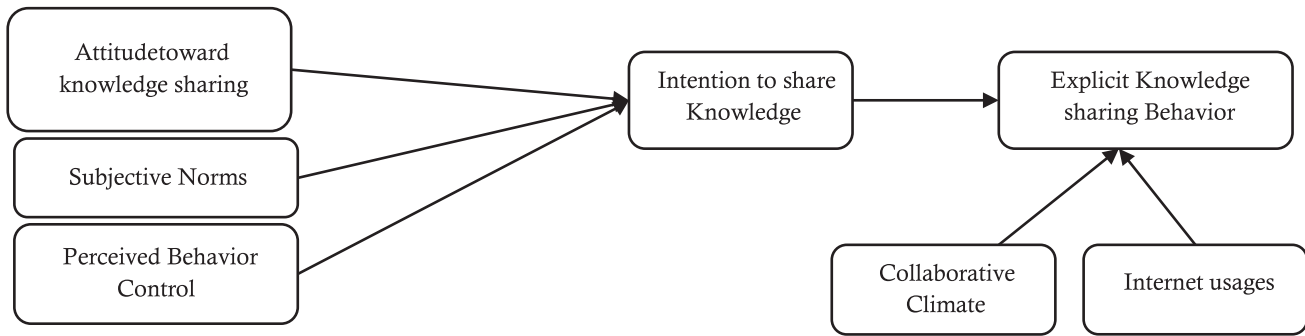 Attitudetoward
knowledge sharing
Subjective Norms
Perceived Behavior
Control
Intention to share
Knowledge
Explicit Knowledge
sharing Behavior
Collaborative
Climate
Internet usages